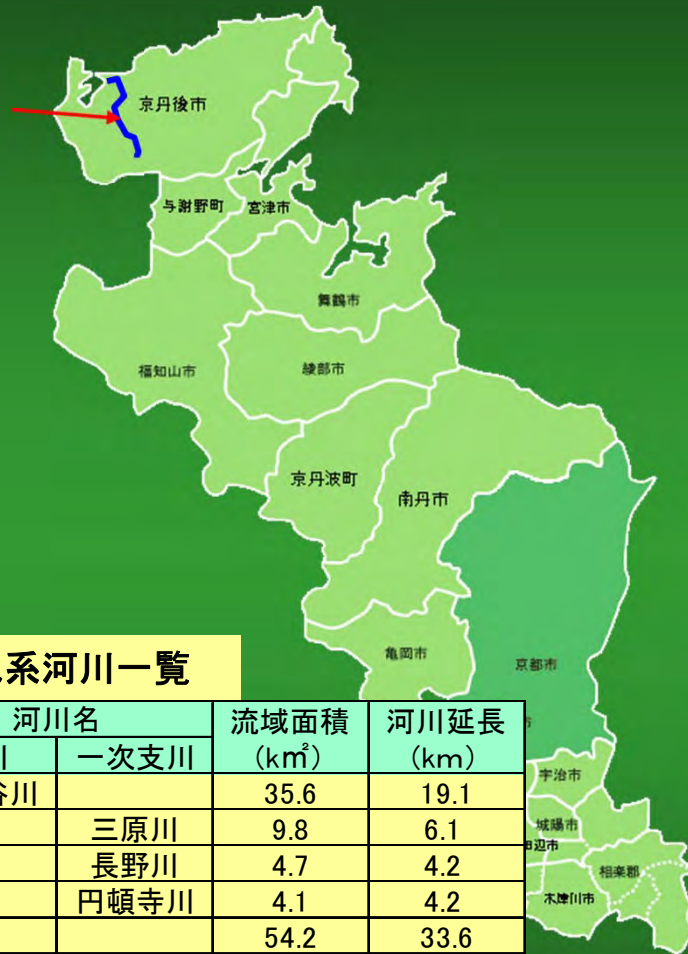 京丹後市
与謝野町
宮津市
舞鶴市
福知山市
綾部市
京丹波町
南丹市
亀岡市
京都市
宇治市
城陽市
田辺市
相楽郡
木津川市
系河川一覧
河川名 流域面積 河川延長
川 一次支川 (k㎡) (km)
谷川 35.6 19.1
三原川 9.8 6.1
長野川 4.7 4.2
円頓寺川 4.1 4.2
54.2 33.6